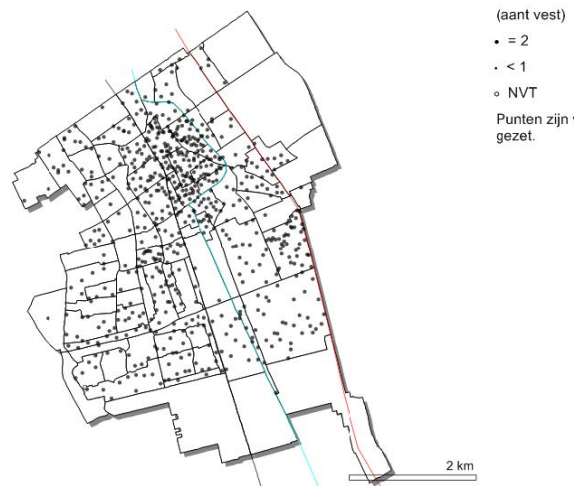 (aant vest)
= 2
< 1
NVT
Punten zijn
gezet.
2 km